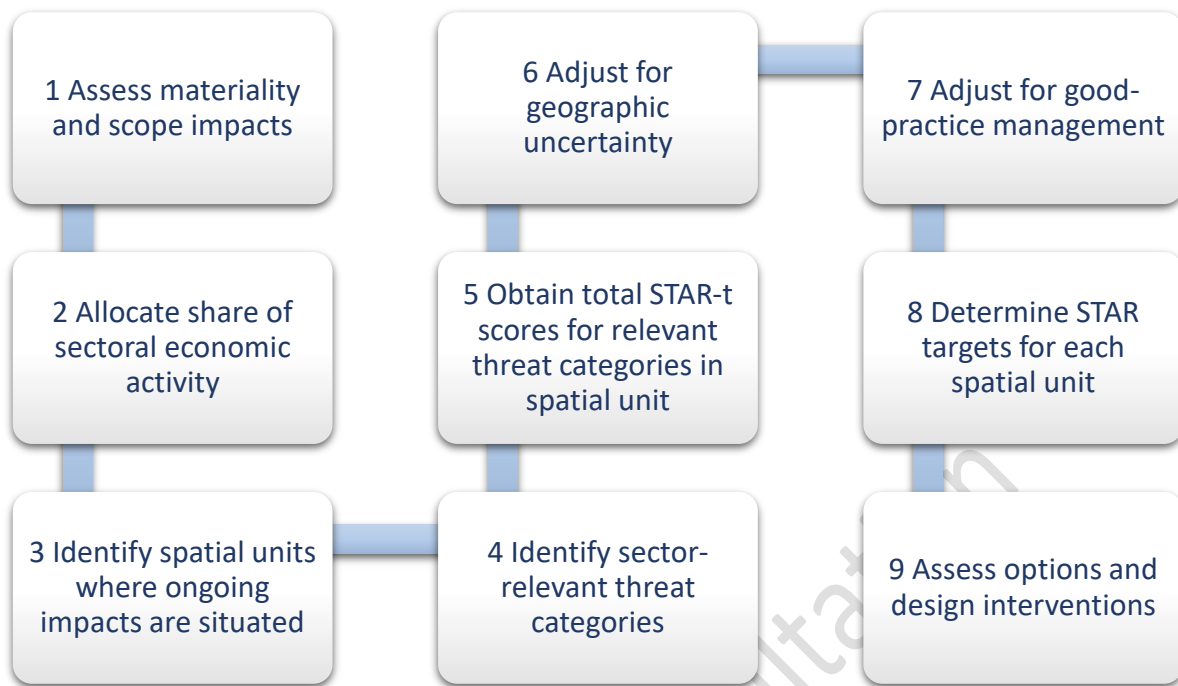 1 Assess materiality
and scope impacts
2 Allocate share of
sectoral economic
activity
3 Identify spatial units
where ongoing
impacts are situated
4 Identify sector-
relevant threat
categories
5 Obtain total STAR-t
scores for relevant
threat categories in
spatial unit
6 Adjust for
geographic
uncertainty
7 Adjust for good-
practice management
8 Determine STAR
targets for each
spatial unit
9 Assess options and
design interventions